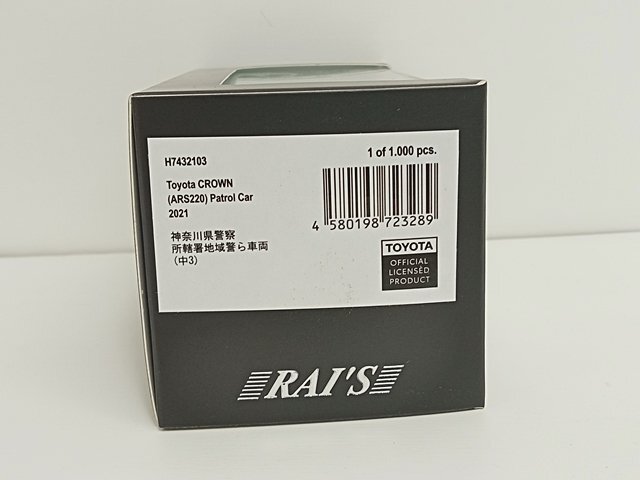 H7432103
1 of 1.000 pcs.
Toyota CROWN
(ARS220) Patrol Car
2021
神奈川県警察
所轄署地域警ら車両
（中3）
4 580198 723289
TOYOTA
OFFICIAL
LICENSED
PRODUCT
RAI'S